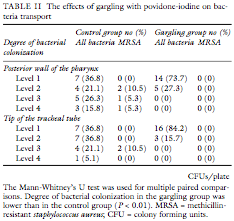 TABLE II The effects of gargling with povidone-iodine on bac-
teria transport
Control group no (%) Gargling group no (%)
Degree of bacterial
colonization All bacteria MRSA All bacteria MRSA
Posterior wall of the pharynx
Level 1 7 (36.8) 0 (0) 14 (73.7) 0 (0)
Level 2 4 (21.1) 2 (10.5) 5 (27.3) 0 (0)
Level 3 5 (26.3) 1 (5.3) 0 (0) 0 (0)
Level 4 3 (15.8) 1 (5.3) 0 (0) 0 (0)
Tip of the tracheal tube
Level 1 7 (36.8) 0 (0) 16 (84.2) 0 (0)
Level 2 7 (36.8) 0 (0) 3 (15.7) 0 (0)
Level 3 4 (21.1) 2 (10.5) 0 (0) 0 (0)
Level 4 1 (5.1) 0 (0) 0 (0) 0 (0)
CFUs/plate
The Mann-Whitney's U test was used for multiple paired compar-
isons. Degree of bacterial colonization in the gargling group was
lower than in the control group (P < 0.01). MRSA = methicillin-
resistant staphylococcus aureus; CFU = colony forming units.